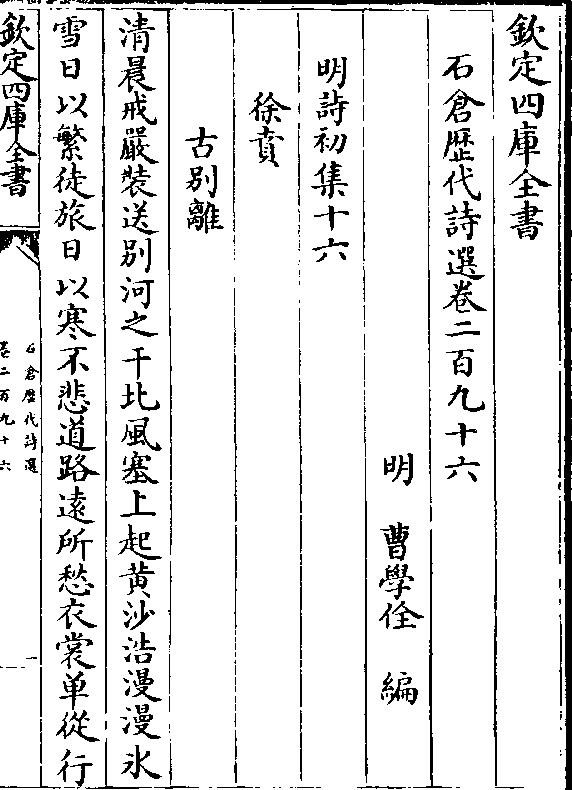 欽定四庫全書
石倉歴代詩選卷二百九十六
明　曹學佺　編
明詩初集十六
徐賁
古別離
清晨戒嚴裝送別河之干北風塞上起黄沙浩漫漫氷
雪日以繁徒旅日以寒不悲道路逺所愁衣裳单從行
欽定四庫全書
石倉歴代詩選
卷二百九十六
一